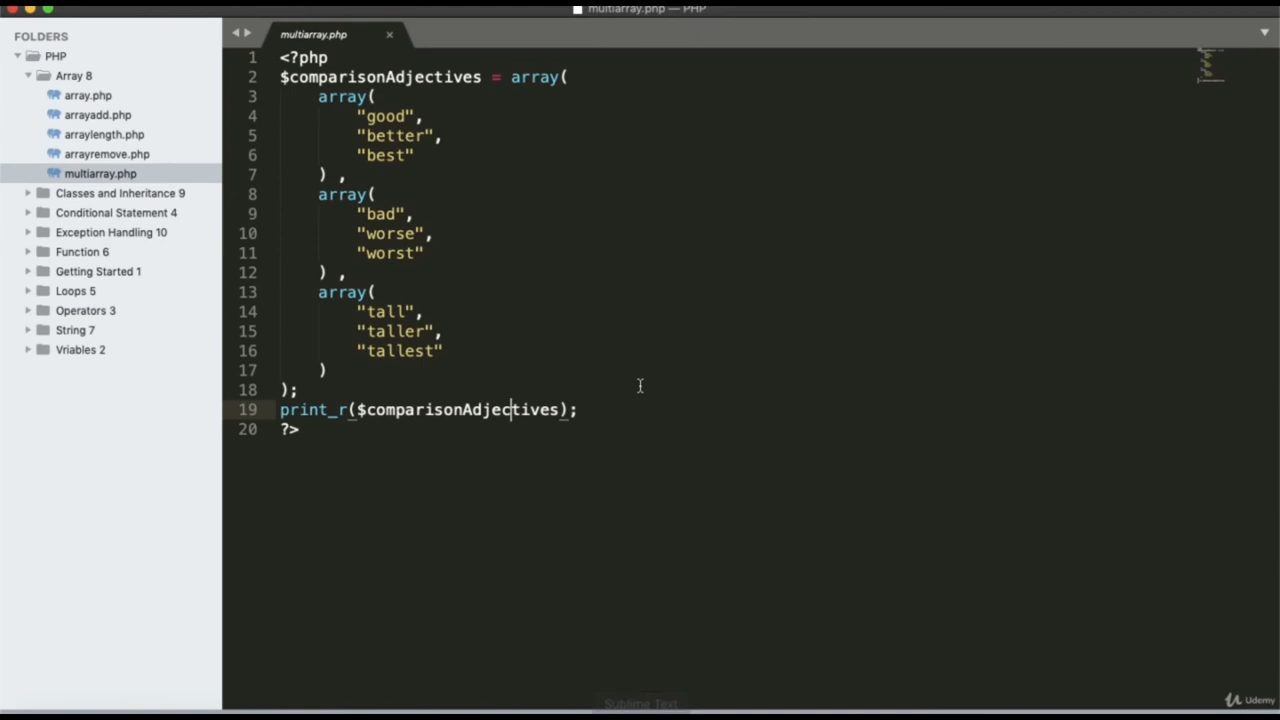 multiarray.php — PHP
FOLDERS
PHP
Array 8
array.php
arrayadd.php
arraylength.php
arrayremove.php
multiarray.php
Classes and Inheritance 9
Conditional Statement 4
Exception Handling 10
Function 6
Getting Started 1
Loops 5
Operators 3
String 7
Vriables 2
multiarray.php ×
1 <?php
2 $comparisonAdjectives = array(
3 array(
4 "good",
5 "better",
6 "best"
7 ) ,
8 array(
9 "bad",
10 "worse",
11 "worst"
12 ) ,
13 array(
14 "tall",
15 "taller",
16 "tallest"
17 )
18 );
19 print_r($comparisonAdjectives);
20 ?>
Sublime Text
Udemy